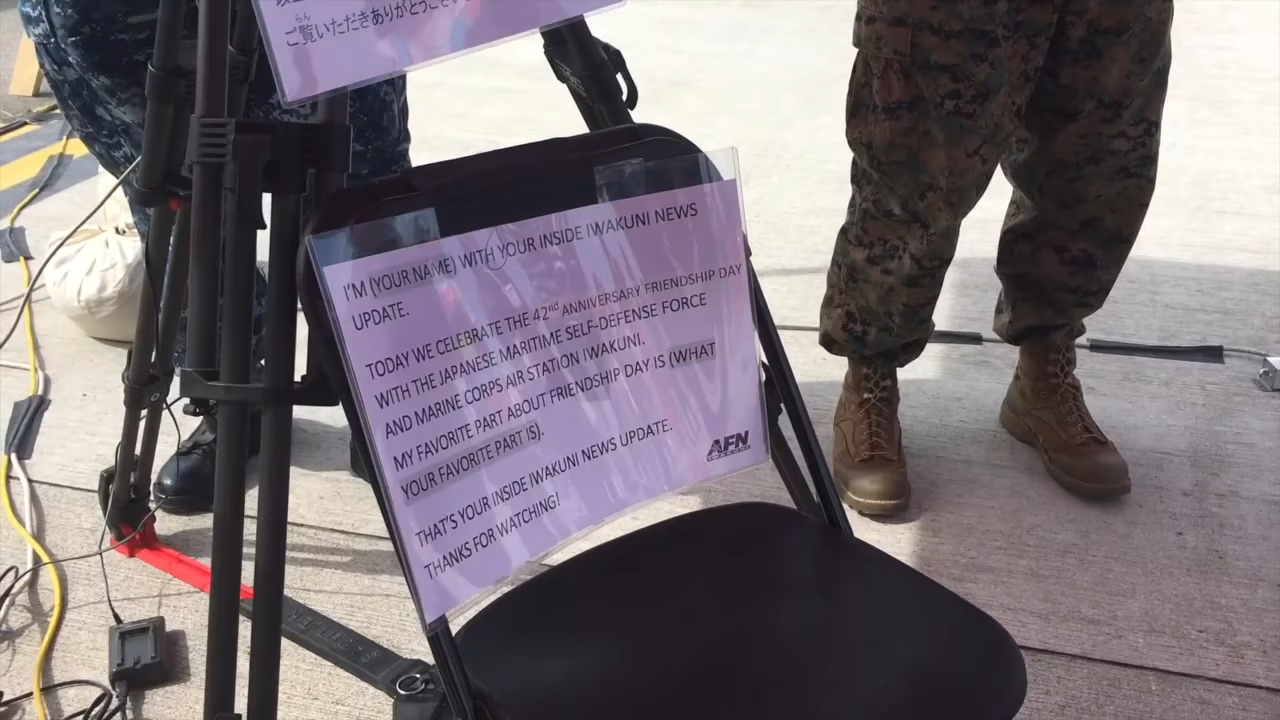 ご覧いただきありがとうござい
らん
I'M (YOUR NAME) WITH YOUR INSIDE IWAKUNI NEWS
UPDATE.
TODAY WE CELEBRATE THE 42nd ANNIVERSARY FRIENDSHIP DAY
WITH THE JAPANESE MARITIME SELF-DEFENSE FORCE
AND MARINE CORPS AIR STATION IWAKUNI.
MY FAVORITE PART ABOUT FRIENDSHIP DAY IS (WHAT
YOUR FAVORITE PART IS).
THAT'S YOUR INSIDE IWAKUNI NEWS UPDATE.
THANKS FOR WATCHING!
AFN
IWAKUNI